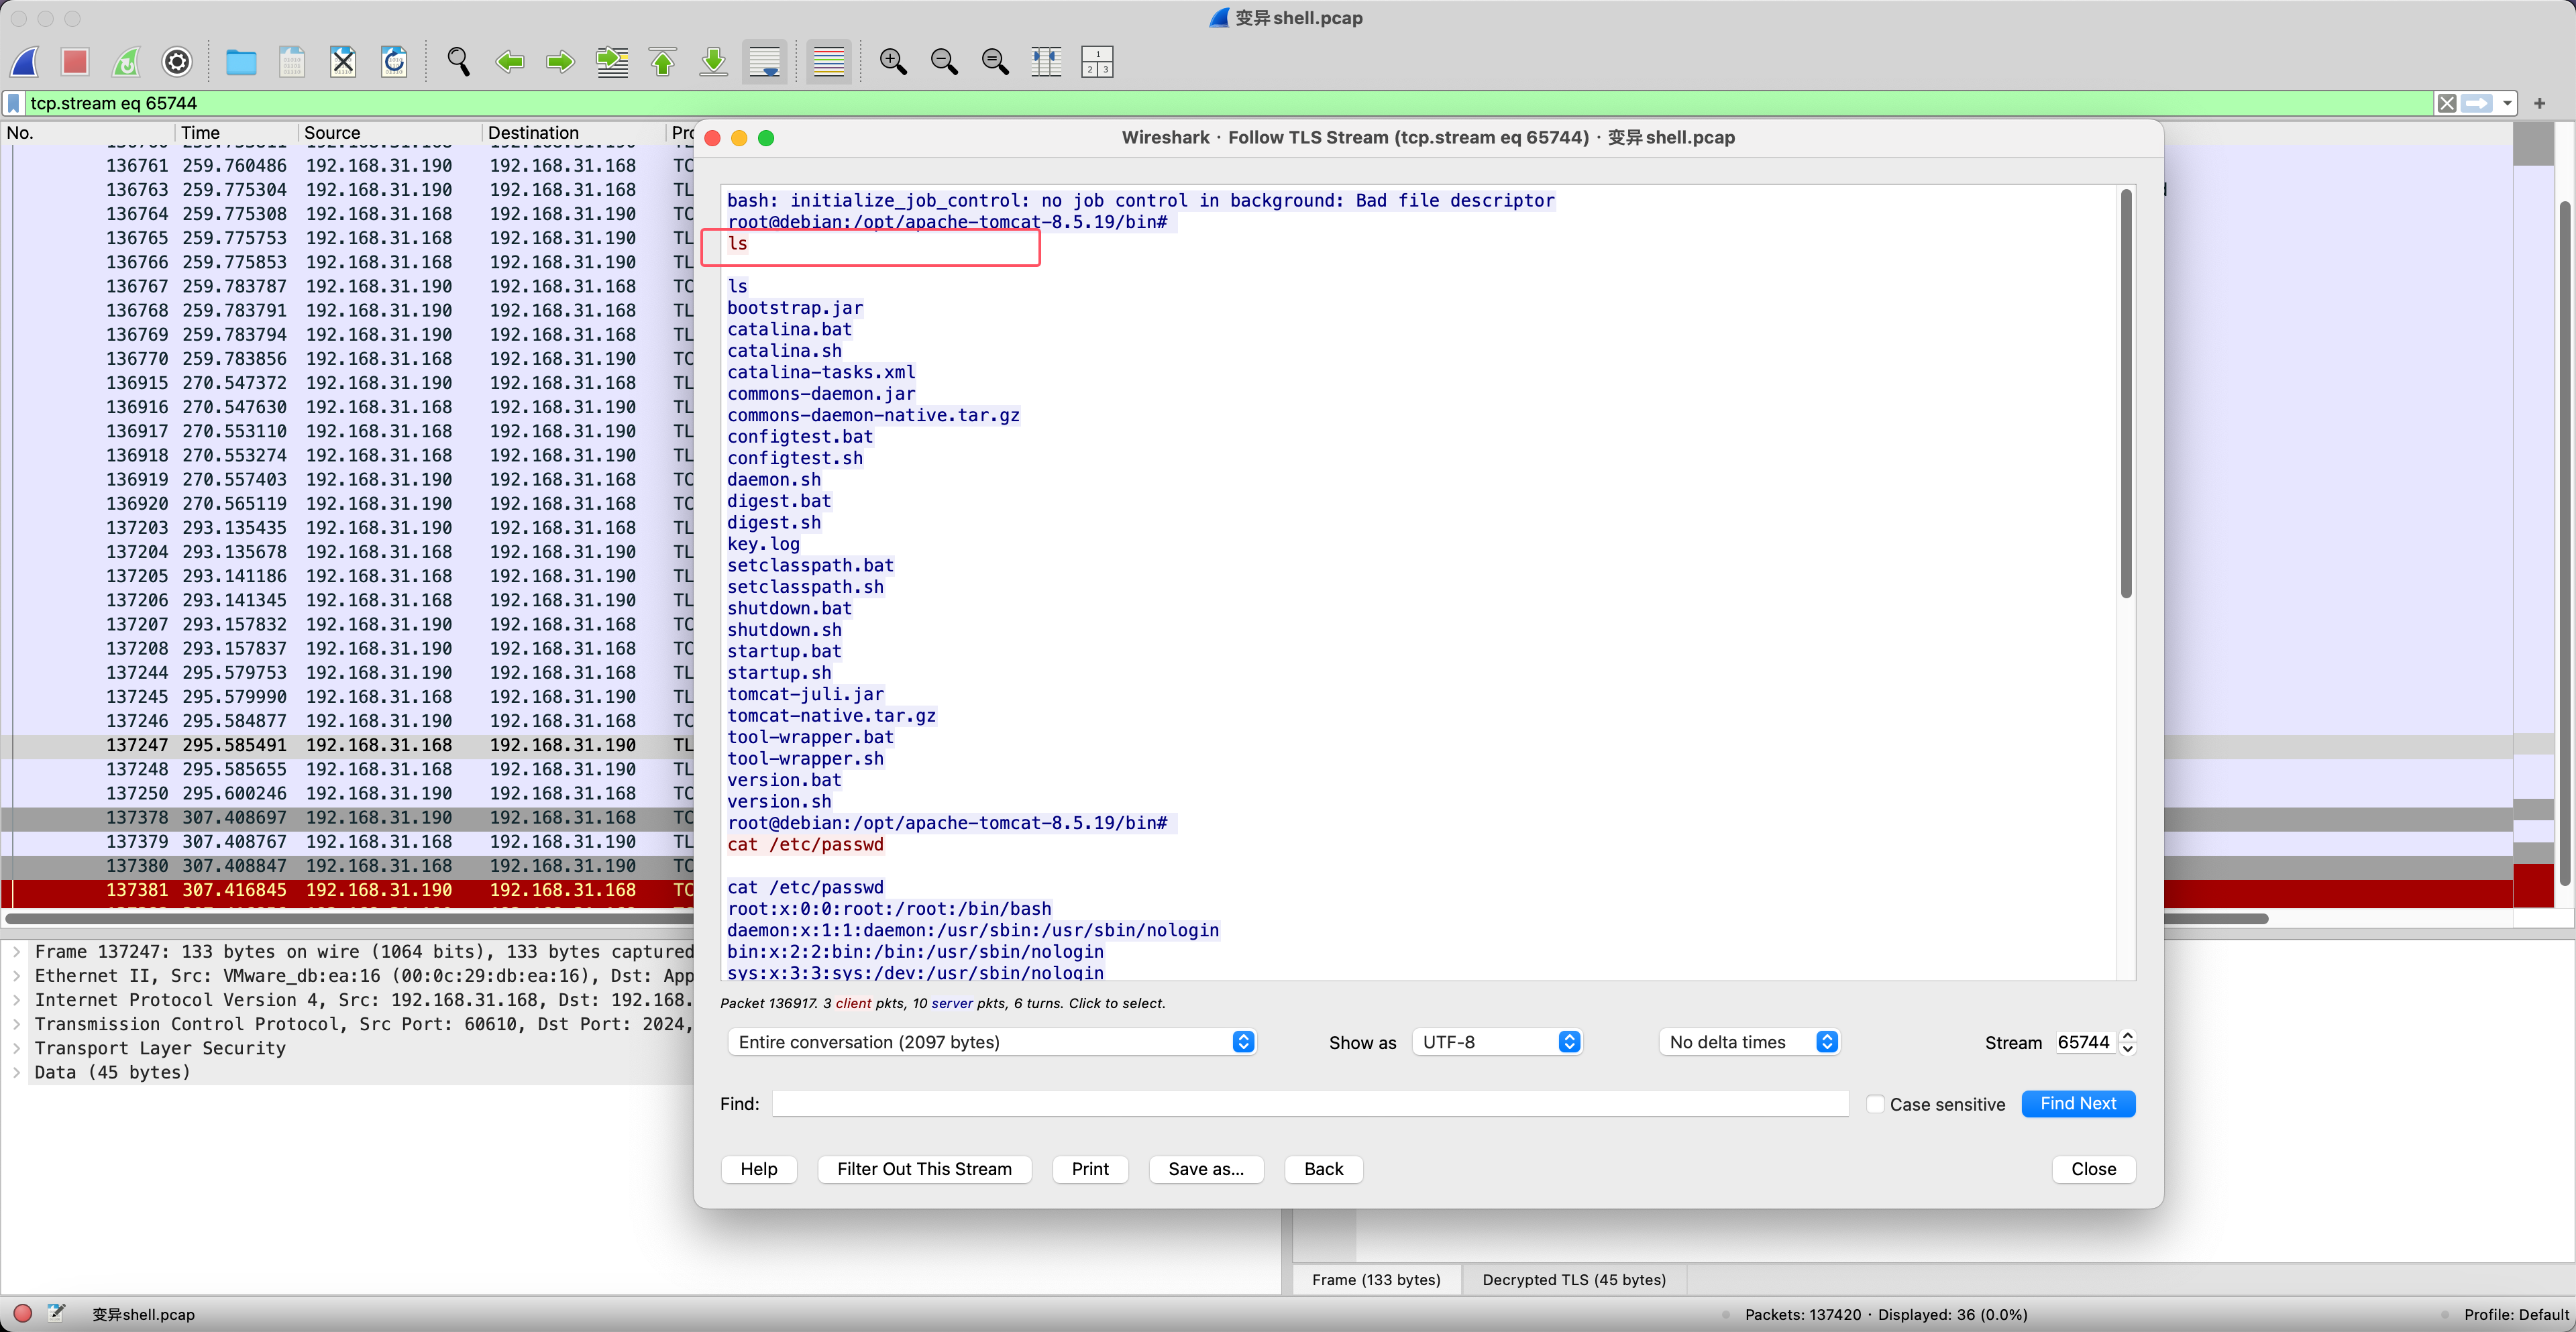 变异shell.pcap
tcp.stream eq 65744
No. Time Source Destination
136761 259.760486 192.168.31.190 192.168.31.168 TC
136763 259.775304 192.168.31.190 192.168.31.168 TL
136764 259.775308 192.168.31.168 192.168.31.190 TC
136765 259.775753 192.168.31.168 192.168.31.190 TL
136766 259.775853 192.168.31.168 192.168.31.190 TL
136767 259.783787 192.168.31.190 192.168.31.168 TC
136768 259.783791 192.168.31.190 192.168.31.168 TL
136769 259.783794 192.168.31.190 192.168.31.168 TL
136770 259.783856 192.168.31.168 192.168.31.190 TC
136915 270.547372 192.168.31.190 192.168.31.168 TL
136916 270.547630 192.168.31.168 192.168.31.190 TL
136917 270.553110 192.168.31.168 192.168.31.190 TL
136918 270.553274 192.168.31.168 192.168.31.190 TL
136919 270.557403 192.168.31.190 192.168.31.168 TC
136920 270.565119 192.168.31.190 192.168.31.168 TC
137203 293.135435 192.168.31.190 192.168.31.168 TL
137204 293.135678 192.168.31.168 192.168.31.190 TL
137205 293.141186 192.168.31.168 192.168.31.190 TL
137206 293.141345 192.168.31.168 192.168.31.190 TL
137207 293.157832 192.168.31.190 192.168.31.168 TC
137208 293.157837 192.168.31.190 192.168.31.168 TC
137244 295.579753 192.168.31.190 192.168.31.168 TL
137245 295.579990 192.168.31.168 192.168.31.190 TL
137246 295.584877 192.168.31.190 192.168.31.168 TC
137247 295.585491 192.168.31.168 192.168.31.190 TL
137248 295.585655 192.168.31.168 192.168.31.190 TL
137250 295.600246 192.168.31.190 192.168.31.168 TC
137378 307.408697 192.168.31.190 192.168.31.168 TC
137379 307.408767 192.168.31.168 192.168.31.190 TL
137380 307.408847 192.168.31.168 192.168.31.190 TC
137381 307.416845 192.168.31.190 192.168.31.168 TC
Frame 137247: 133 bytes on wire (1064 bits), 133 bytes captured
Ethernet II, Src: VMware_db:ea:16 (00:0c:29:db:ea:16), Dst: App
Internet Protocol Version 4, Src: 192.168.31.168, Dst: 192.168.
Transmission Control Protocol, Src Port: 60610, Dst Port: 2024,
Transport Layer Security
Data (45 bytes)
Wireshark · Follow TLS Stream (tcp.stream eq 65744) · 变异shell.pcap
bash: initialize_job_control: no job control in background: Bad file descriptor
root@debian:/opt/apache-tomcat-8.5.19/bin#
ls
ls
bootstrap.jar
catalina.bat
catalina.sh
catalina-tasks.xml
commons-daemon.jar
commons-daemon-native.tar.gz
configtest.bat
configtest.sh
daemon.sh
digest.bat
digest.sh
key.log
setclasspath.bat
setclasspath.sh
shutdown.bat
shutdown.sh
startup.bat
startup.sh
tomcat-juli.jar
tomcat-native.tar.gz
tool-wrapper.bat
tool-wrapper.sh
version.bat
version.sh
root@debian:/opt/apache-tomcat-8.5.19/bin#
cat /etc/passwd
cat /etc/passwd
root:x:0:0:root:/root:/bin/bash
daemon:x:1:1:daemon:/usr/sbin:/usr/sbin/nologin
bin:x:2:2:bin:/bin:/usr/sbin/nologin
sys:x:3:3:sys:/dev:/usr/sbin/nologin
Packet 136917. 3 client pkts, 10 server pkts, 6 turns. Click to select.
Entire conversation (2097 bytes) Show as UTF-8 No delta times Stream 65744
Find: Case sensitive Find Next
Help Filter Out This Stream Print Save as... Back Close
Frame (133 bytes) Decrypted TLS (45 bytes)
变异shell.pcap Packets: 137420 · Displayed: 36 (0.0%) Profile: Default